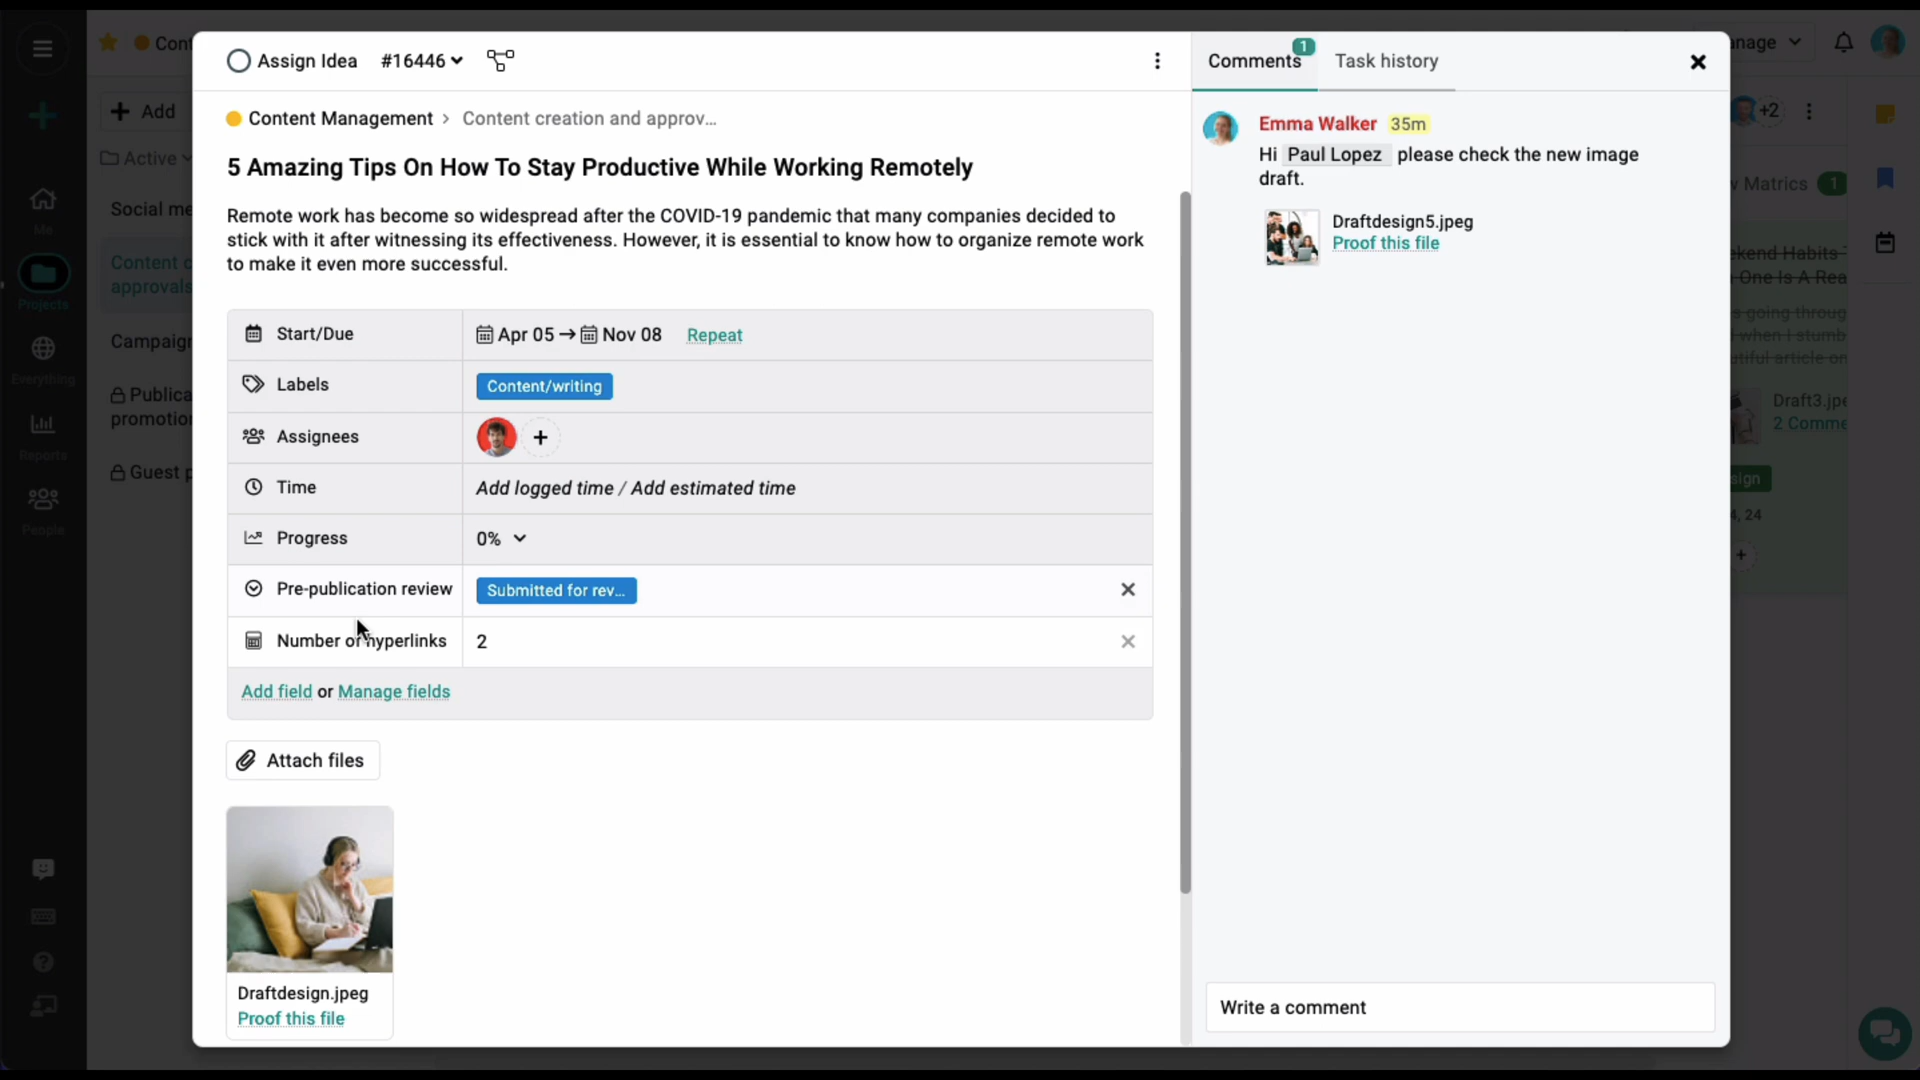 Assign Idea #16446
Content Management > Content creation and approv...
5 Amazing Tips On How To Stay Productive While Working Remotely
Remote work has become so widespread after the COVID-19 pandemic that many companies decided to
stick with it after witnessing its effectiveness. However, it is essential to know how to organize remote work
to make it even more successful.
Start/Due Apr 05 → Nov 08 Repeat
Labels Content/writing
Assignees +
Time Add logged time / Add estimated time
Progress 0%
Pre-publication review Submitted for rev...
Number of hyperlinks 2
Add field or Manage fields
Attach files
Draftdesign.jpeg
Proof this file
Comments 1 Task history
Emma Walker 35m
Hi Paul Lopez please check the new image
draft.
Draftdesign5.jpeg
Proof this file
Write a comment
Me
Projects
Everything
Reports
People
Cont
+ Add
Active
Social me
Content c
approvals
Campaign
Publica
promotion
Guest p
nage
+2
w Matrics 1
ekend Habits
One Is A Rea
s going throug
when I stumb
utiful article on
Draft3.jpe
2 Comme
sign
4, 24
+